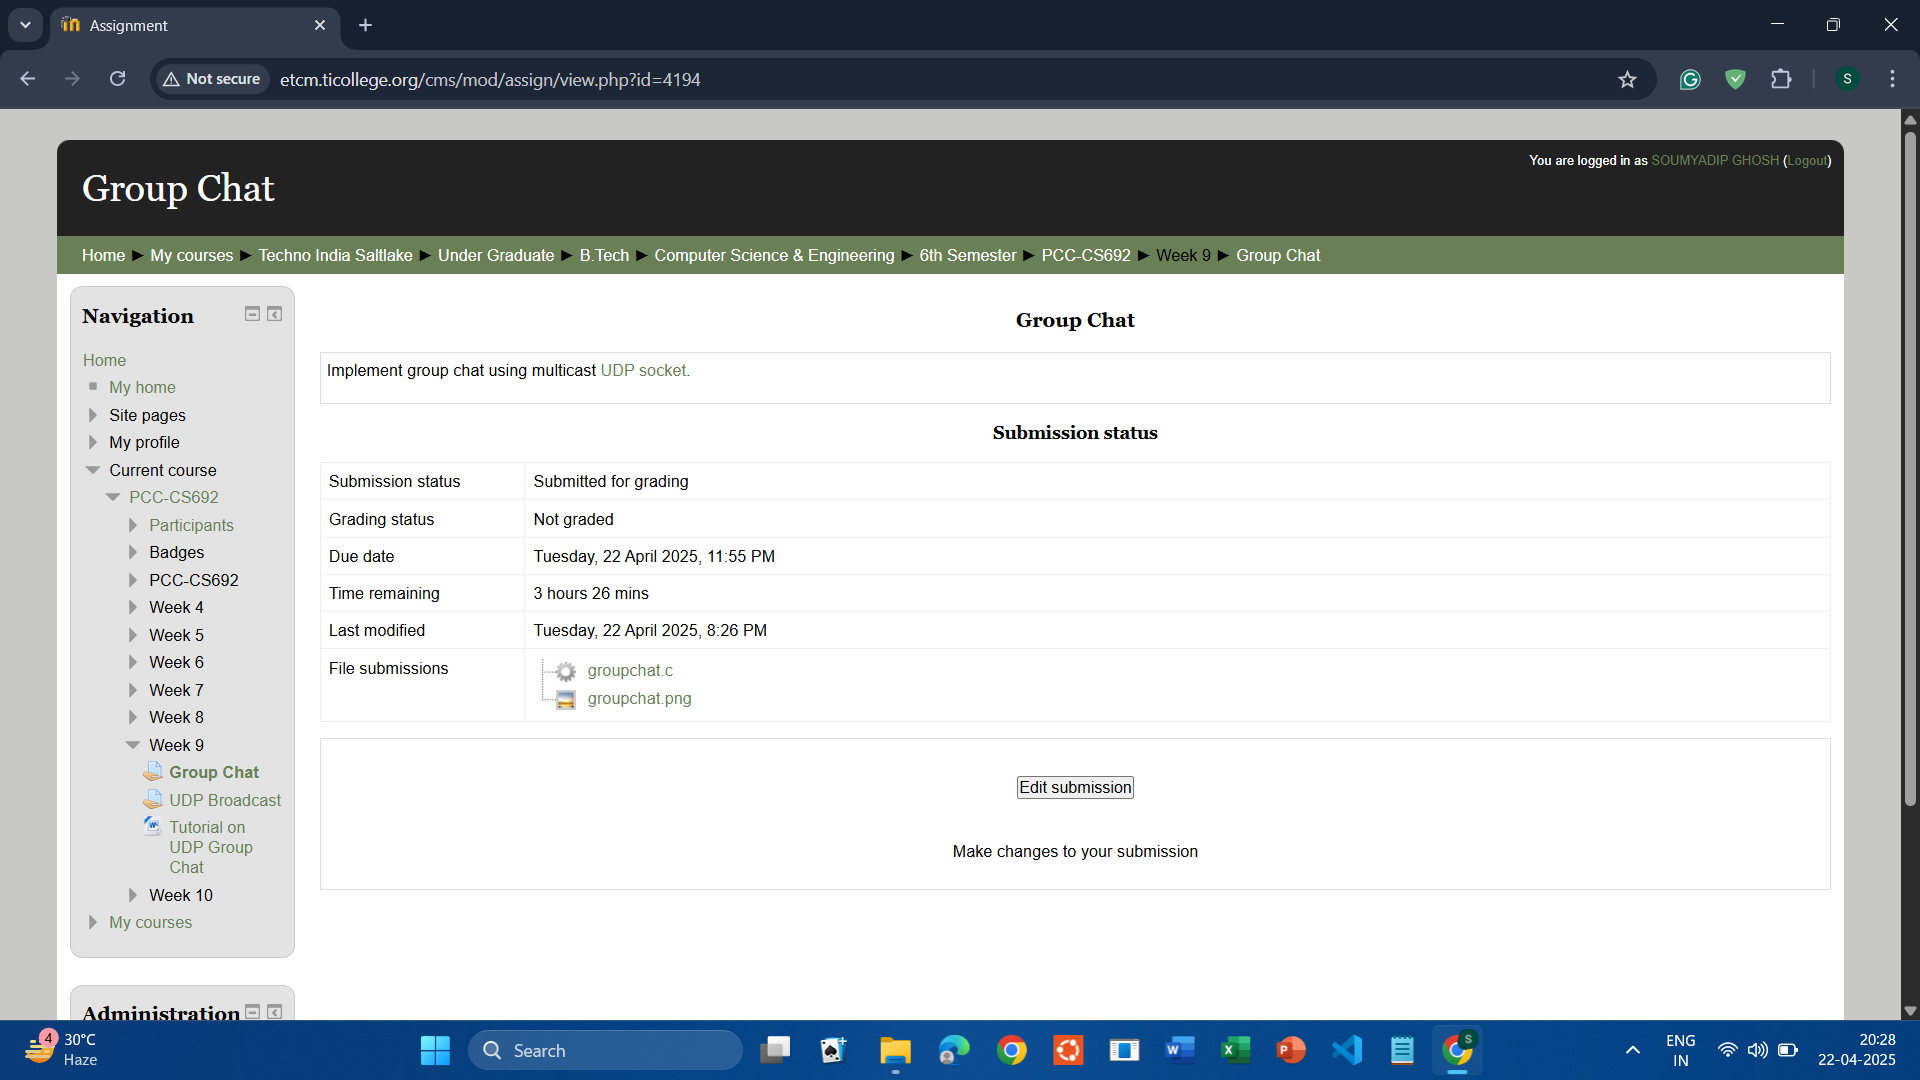 Assignment
Not secure
etcm.ticollege.org/cms/mod/assign/view.php?id=4194
S
You are logged in as SOUMYADIP GHOSH (Logout)
Group Chat
Home ► My courses ► Techno India Saltlake ► Under Graduate ► B.Tech ► Computer Science & Engineering ► 6th Semester ► PCC-CS692 ► Week 9 ► Group Chat
Navigation
Home
My home
Site pages
My profile
Current course
PCC-CS692
Participants
Badges
PCC-CS692
Week 4
Week 5
Week 6
Week 7
Week 8
Week 9
Group Chat
UDP Broadcast
Tutorial on
UDP Group
Chat
Week 10
My courses
Administration
Group Chat
Implement group chat using multicast UDP socket.
Submission status
Submission status Submitted for grading
Grading status Not graded
Due date Tuesday, 22 April 2025, 11:55 PM
Time remaining 3 hours 26 mins
Last modified Tuesday, 22 April 2025, 8:26 PM
File submissions groupchat.c
groupchat.png
Edit submission
Make changes to your submission
4
30°C
Haze
Search
S
ENG
IN
20:28
22-04-2025